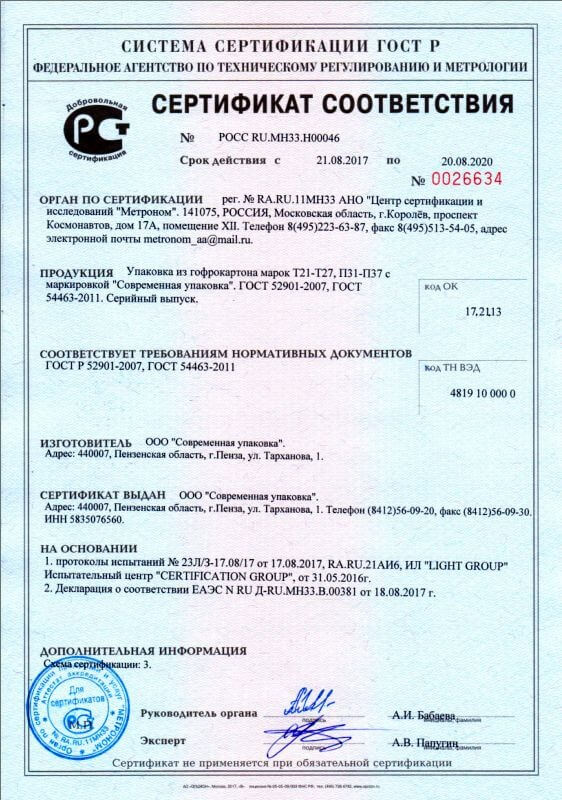 СИСТЕМА СЕРТИФИКАЦИИ ГОСТ Р
ФЕДЕРАЛЬНОЕ АГЕНТСТВО ПО ТЕХНИЧЕСКОМУ РЕГУЛИРОВАНИЮ И МЕТРОЛОГИИ
Добровольная
сертификация
СЕРТИФИКАТ СООТВЕТСТВИЯ
№ РОСС RU.МН33.Н00046
Срок действия с 21.08.2017 по 20.08.2020
№ 0026634
ОРГАН ПО СЕРТИФИКАЦИИ рег. № RA.RU.11МН33 АНО "Центр сертификации и
исследований "Метроном". 141075, РОССИЯ, Московская область, г.Королёв, проспект
Космонавтов, дом 17А, помещение XII. Телефон 8(495)223-63-87, факс 8(495)513-54-05, адрес
электронной почты metronom_aa@mail.ru.
ПРОДУКЦИЯ Упаковка из гофрокартона марок Т21-Т27, П31-П37 с
маркировкой "Современная упаковка". ГОСТ 52901-2007, ГОСТ
54463-2011. Серийный выпуск.
код ОК
17.21.13
СООТВЕТСТВУЕТ ТРЕБОВАНИЯМ НОРМАТИВНЫХ ДОКУМЕНТОВ
ГОСТ Р 52901-2007, ГОСТ 54463-2011
код ТН ВЭД
4819 10 000 0
ИЗГОТОВИТЕЛЬ ООО "Современная упаковка".
Адрес: 440007, Пензенская область, г.Пенза, ул. Тарханова, 1.
СЕРТИФИКАТ ВЫДАН ООО "Современная упаковка".
Адрес: 440007, Пензенская область, г.Пенза, ул. Тарханова, 1. Телефон (8412)56-09-20, факс (8412)56-09-30.
ИНН 5835076560.
НА ОСНОВАНИИ
1. протоколы испытаний № 23Л/З-17.08/17 от 17.08.2017, RA.RU.21АИ6, ИЛ "LIGHT GROUP"
Испытательный центр "CERTIFICATION GROUP", от 31.05.2016г.
2. Декларация о соответствии ЕАЭС N RU Д-RU.МН33.В.00381 от 18.08.2017 г.
ДОПОЛНИТЕЛЬНАЯ ИНФОРМАЦИЯ
Схема сертификации: 3.
Для
сертификатов
М.П.
Руководитель органа
подпись
А.И. Бабаева
инициалы, фамилия
Эксперт
подпись
А.В. Папугин
инициалы, фамилия
Сертификат не применяется при обязательной сертификации